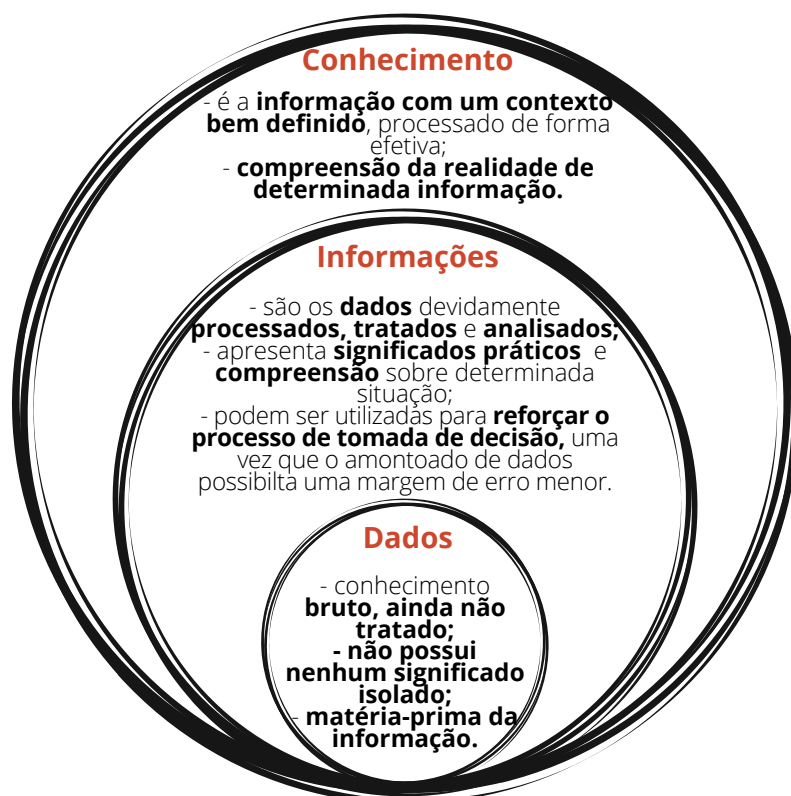 Conhecimento
- é a informação com um contexto
bem definido, processado de forma
efetiva;
- compreensão da realidade de
determinada informação.
Informações
- são os dados devidamente
processados, tratados e analisados;
- apresenta significados práticos e
compreensão sobre determinada
situação;
- podem ser utilizadas para reforçar o
processo de tomada de decisão, uma
vez que o amontoado de dados
possibilta uma margem de erro menor.
Dados
- conhecimento
bruto, ainda não
tratado;
- não possui
nenhum significado
isolado;
- matéria-prima da
informação.